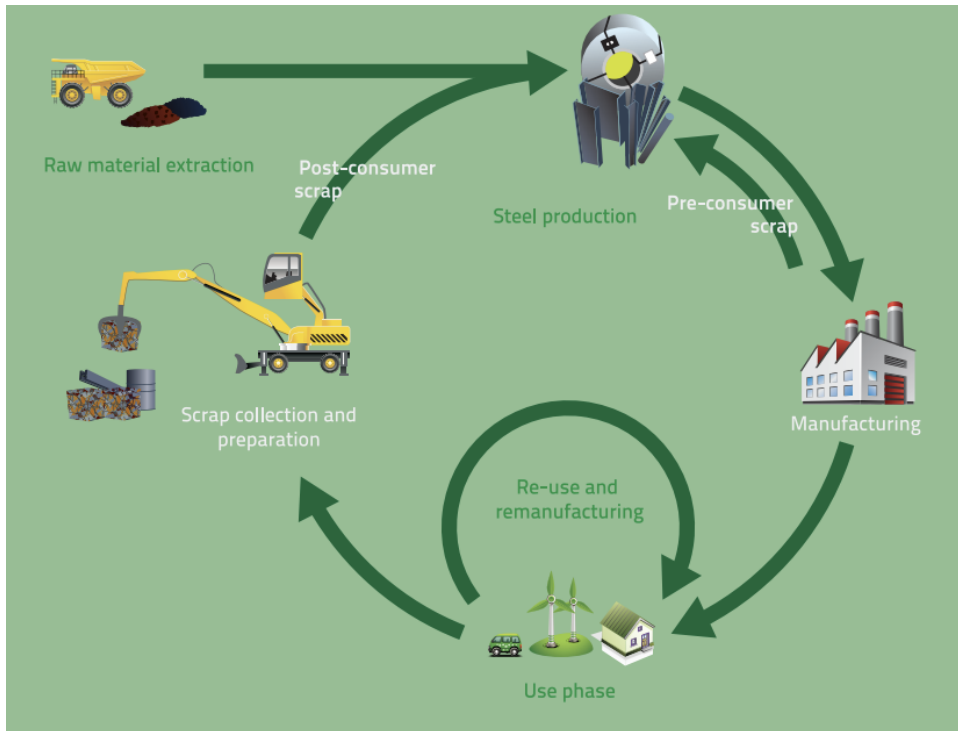 Raw material extraction
Post-consumer
scrap
Steel production
Pre-consumer
scrap
Scrap collection and
preparation
Manufacturing
Re-use and
remanufacturing
Use phase